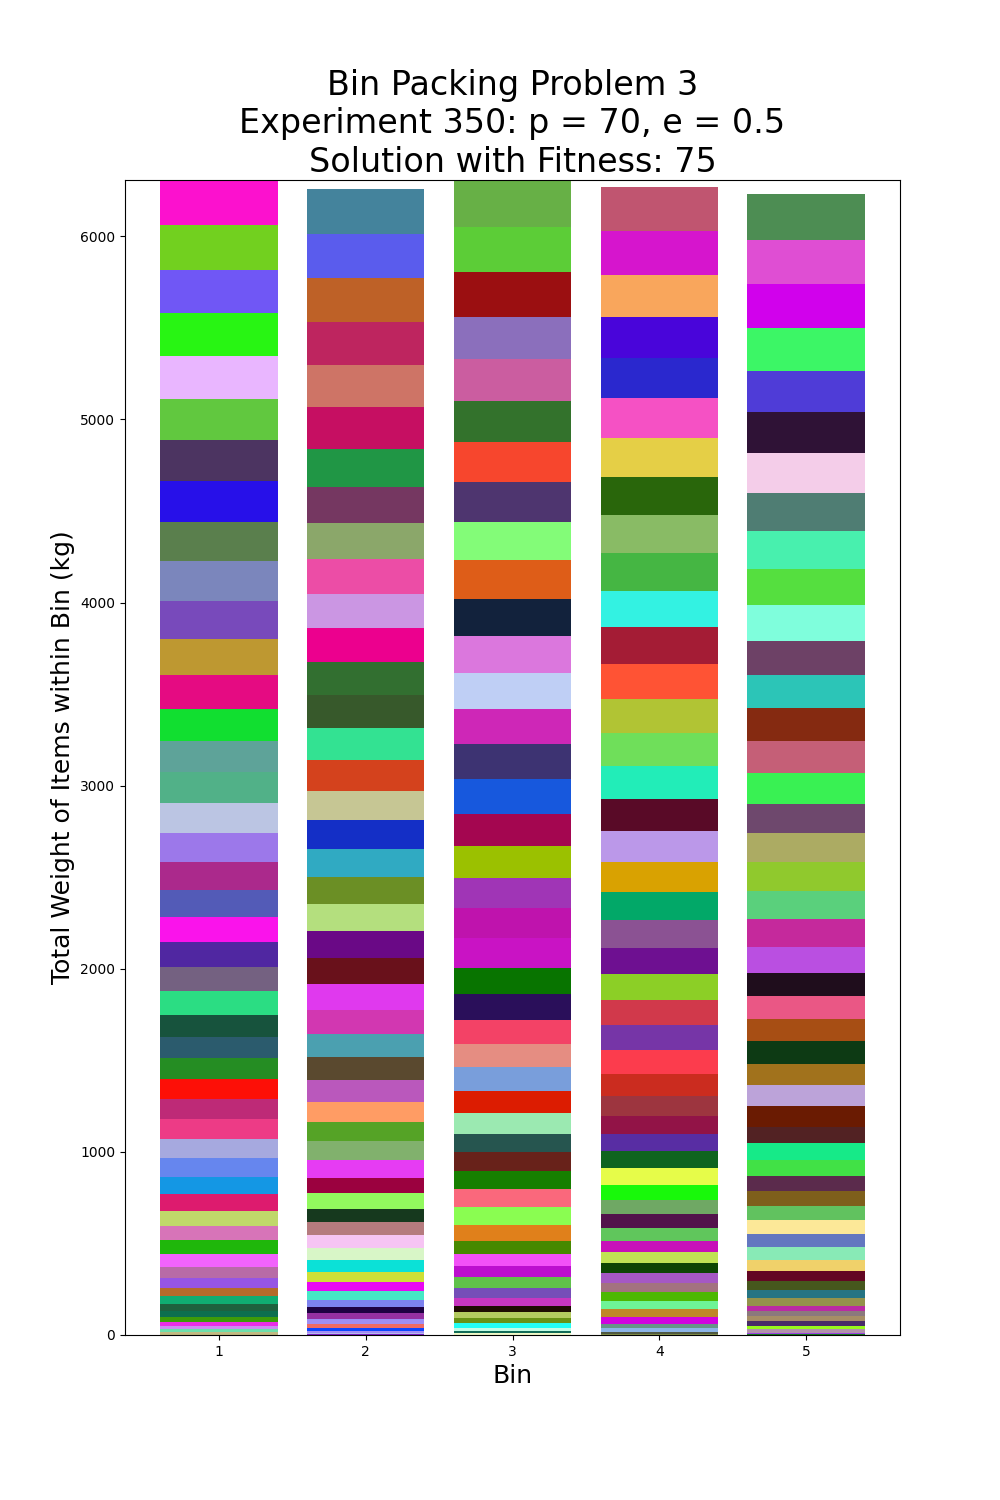 Bin Packing Problem 3
Experiment 350: p = 70, e = 0.5
Solution with Fitness: 75
Total Weight of Items within Bin (kg)
6000
5000
4000
3000
2000
1000
0
1 2 3 4 5
Bin